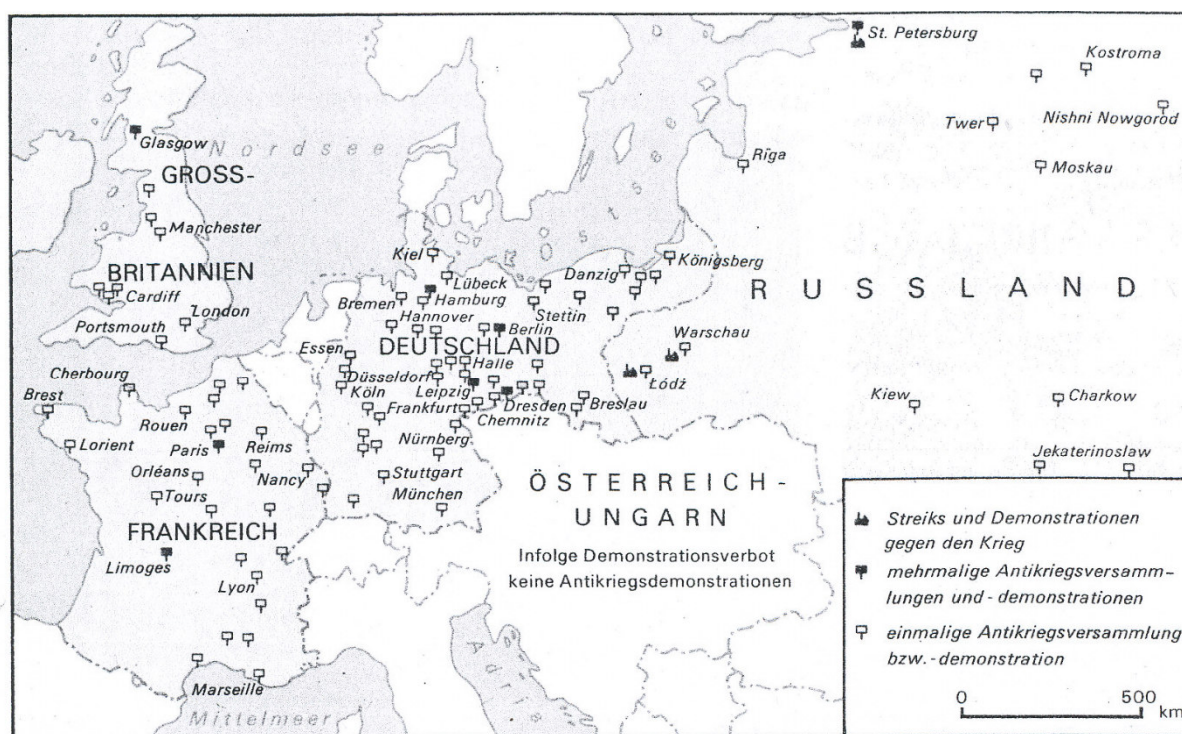 St. Petersburg
Kostroma
Twer
Nishni Nowgorod
Moskau
Rīga
Glasgow
Nordsee
GROSS-
Manchester
BRITANNIEN
Cardiff
London
Portsmouth
Kiel
Lübeck
Bremen
Hamburg
Hannover
Danzig
Königsberg
Stettin
Berlin
RUSSLAND
Warschau
Łódź
Essen
DEUTSCHLAND
Halle
Düsseldorf
Leipzig
Köln
Dresden
Breslau
Frankfurt
Chemnitz
Nürnberg
Kiew
Charkow
Jekaterinoslaw
Cherbourg
Brest
Rouen
Lorient
Paris
Reims
Orléans
Nancy
Tours
Stuttgart
München
FRANKREICH
Limoges
Lyon
Marseille
Mittelmeer
ÖSTERREICH-
UNGARN
Infolge Demonstrationsverbot
keine Antikriegsdemonstrationen
Adria
Streiks und Demonstrationen
gegen den Krieg
mehrmalige Antikriegsversamm-
lungen und -demonstrationen
einmalige Antikriegsversammlung
bzw.-demonstration
0 500
km